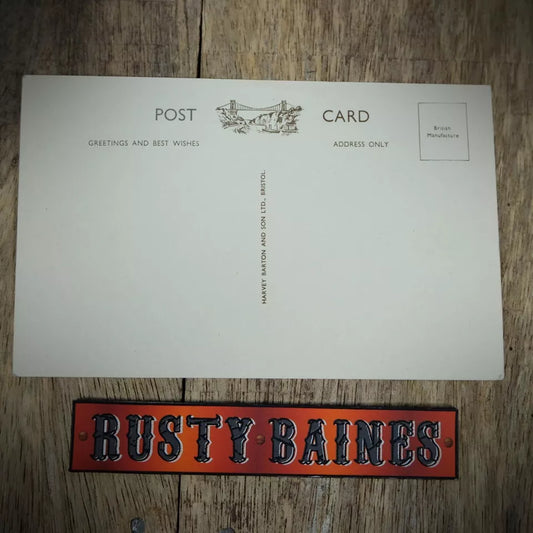 POST CARD
GREETINGS AND BEST WISHES
ADDRESS ONLY
British
Manufacture
HARVEY BARTON AND SON LTD., BRISTOL.
RUSTY BAINES